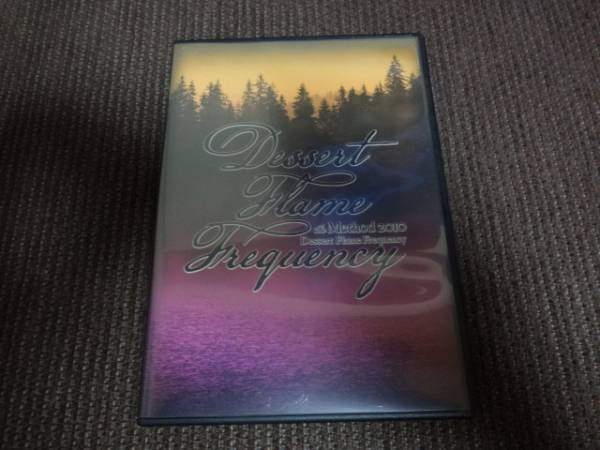 Dessert
Flame
Method 2010
Dessert Flame Frequency
Frequency